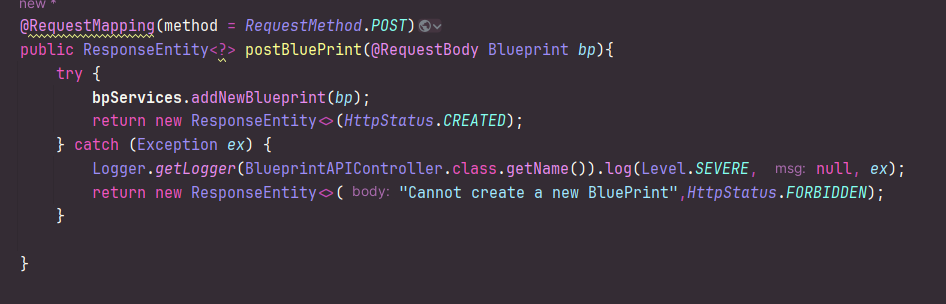 new *
@RequestMapping(method = RequestMethod.POST)
public ResponseEntity<?> postBluePrint(@RequestBody Blueprint bp){
    try {
        bpServices.addNewBlueprint(bp);
        return new ResponseEntity<>(HttpStatus.CREATED);
    } catch (Exception ex) {
        Logger.getLogger(BlueprintAPIController.class.getName()).log(Level.SEVERE, msg: null, ex);
        return new ResponseEntity<>( body: "Cannot create a new BluePrint",HttpStatus.FORBIDDEN);
    }
}